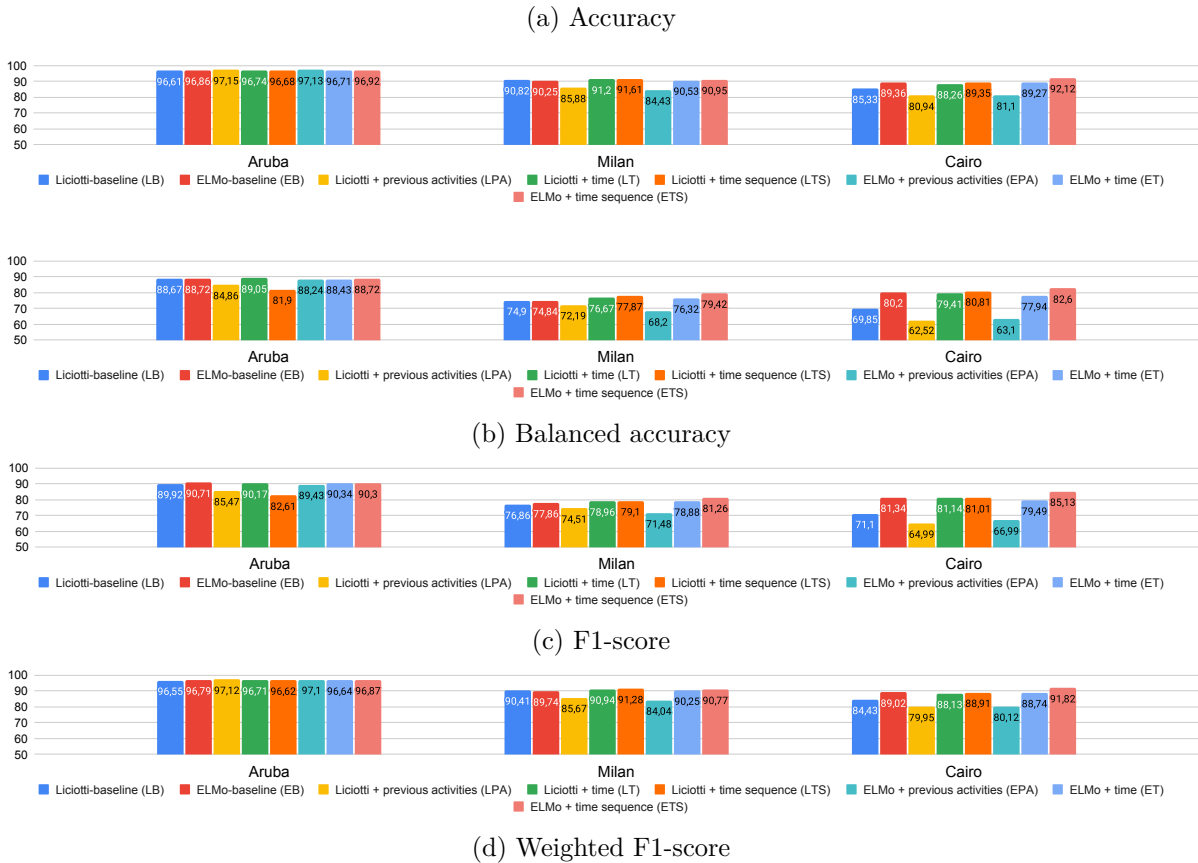 (a) Accuracy
100
90
80
70
60
50
96,61 96,86 97,15 96,74 96,68 97,13 96,71 96,92
90,82 90,25 85,88 91,2 91,61 84,43 90,53 90,95
85,33 89,36 80,94 88,26 89,35 81,1 89,27 92,12
Aruba Milan Cairo
Liciotti-baseline (LB) ELMo-baseline (EB) Liciotti + previous activities (LPA) Liciotti + time (LT) Liciotti + time sequence (LTS) ELMo + previous activities (EPA) ELMo + time (ET)
ELMo + time sequence (ETS)
100
90
80
70
60
50
88,67 88,72 84,86 89,05 81,9 88,24 88,43 88,72
74,9 74,84 72,19 76,67 77,87 68,2 76,32 79,42
69,85 80,2 62,52 79,41 80,81 63,1 77,94 82,6
Aruba Milan Cairo
Liciotti-baseline (LB) ELMo-baseline (EB) Liciotti + previous activities (LPA) Liciotti + time (LT) Liciotti + time sequence (LTS) ELMo + previous activities (EPA) ELMo + time (ET)
ELMo + time sequence (ETS)
(b) Balanced accuracy
100
90
80
70
60
50
89,92 90,71 85,47 90,17 82,61 89,43 90,34 90,3
76,86 77,86 74,51 78,96 79,1 71,48 78,88 81,26
71,1 81,34 64,99 81,14 81,01 66,99 79,49 85,13
Aruba Milan Cairo
Liciotti-baseline (LB) ELMo-baseline (EB) Liciotti + previous activities (LPA) Liciotti + time (LT) Liciotti + time sequence (LTS) ELMo + previous activities (EPA) ELMo + time (ET)
ELMo + time sequence (ETS)
(c) F1-score
100
90
80
70
60
50
96,55 96,79 97,12 96,71 96,62 97,1 96,64 96,87
90,41 89,74 85,67 90,94 91,28 84,04 90,25 90,77
84,43 89,02 79,95 88,13 88,91 80,12 88,74 91,82
Aruba Milan Cairo
Liciotti-baseline (LB) ELMo-baseline (EB) Liciotti + previous activities (LPA) Liciotti + time (LT) Liciotti + time sequence (LTS) ELMo + previous activities (EPA) ELMo + time (ET)
ELMo + time sequence (ETS)
(d) Weighted F1-score